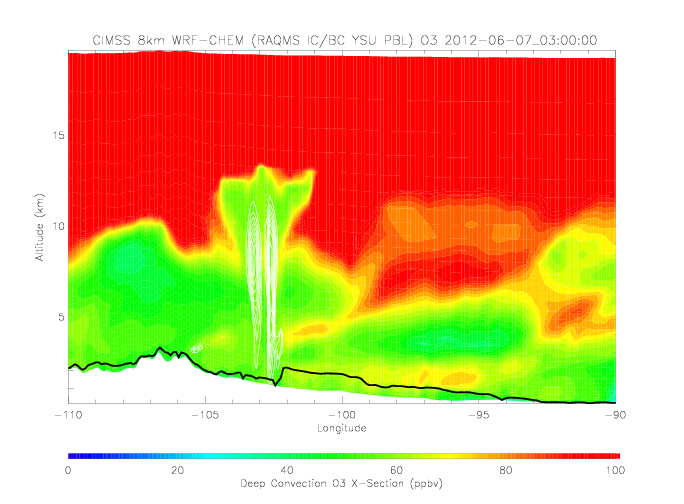 CIMSS 8km WRF-CHEM (RAQMS IC/BC YSU PBL) O3 2012-06-07_03:00:00
15
10
5
Altitude (km)
-110 -105 -100 -95 -90
Longitude
0 20 40 60 80 100
Deep Convection O3 X-Section (ppbv)